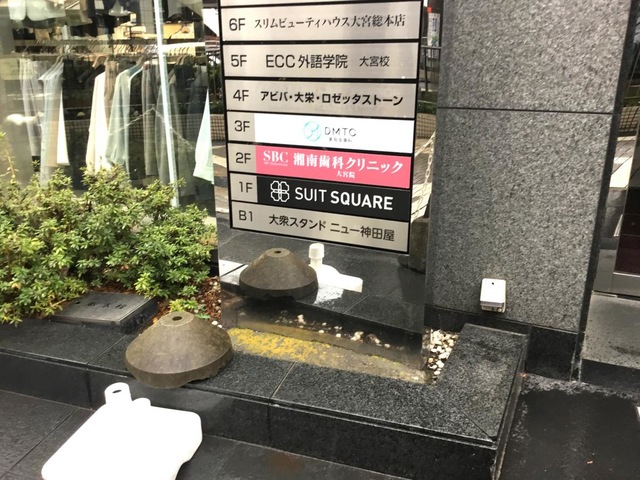 6F スリムビューティハウス大宮総本店
5F ECC外語学院 大宮校
4F アビバ・大栄・ロゼッタストーン
3F DMTC
2F SBC 湘南歯科クリニック
大宮院
1F SUIT SQUARE
B1 大衆スタンド ニュー神田屋